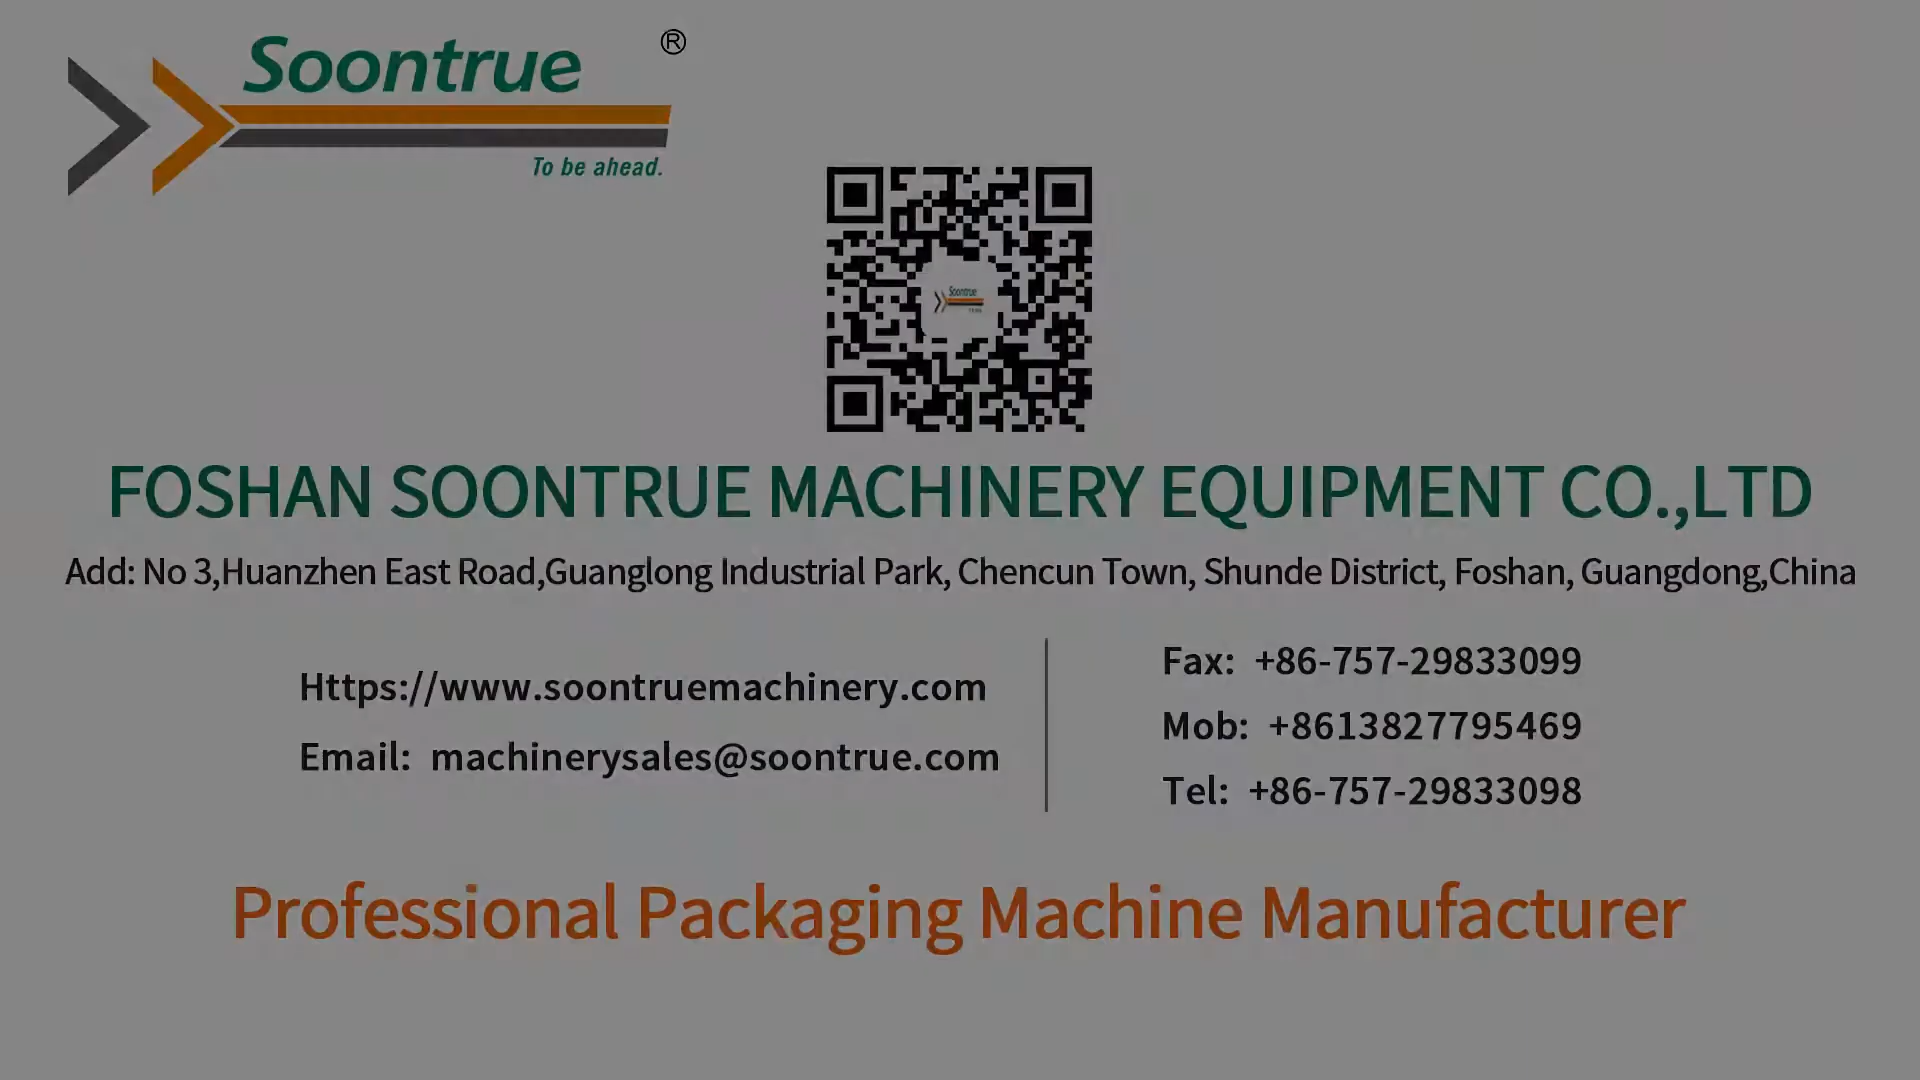 Soontrue ®
To be ahead.
Soontrue
FOSHAN SOONTRUE MACHINERY EQUIPMENT CO.,LTD
Add: No 3,Huanzhen East Road,Guanglong Industrial Park, Chencun Town, Shunde District, Foshan, Guangdong,China
Https://www.soontruemachinery.com
Email: machinerysales@soontrue.com
Fax: +86-757-29833099
Mob: +8613827795469
Tel: +86-757-29833098
Professional Packaging Machine Manufacturer